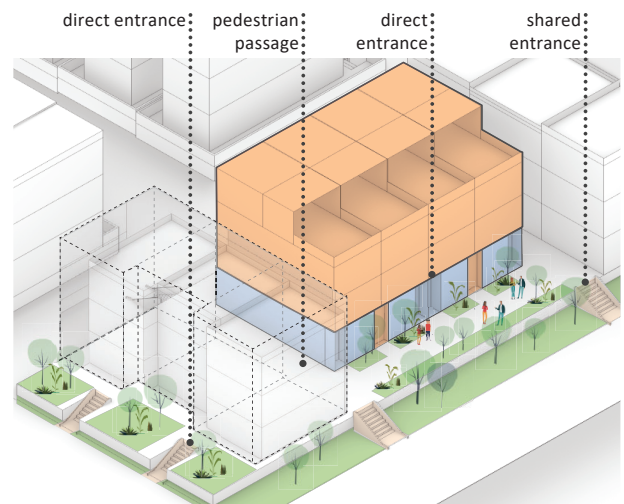 direct entrance
pedestrian
passage
direct
entrance
shared
entrance